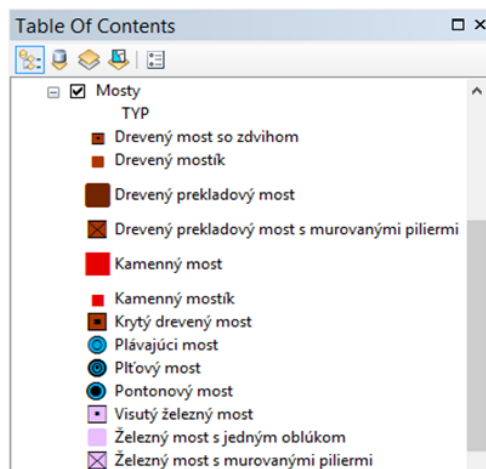 Table Of Contents
Mosty
TYP
Drevený most so zdvihom
Drevený mostík
Drevený prekladový most
Drevený prekladový most s murovanými piliermi
Kamenný most
Kamenný mostík
Krytý drevený most
Plávajúci most
Plťový most
Pontonový most
Visutý železný most
Železný most s jedným oblúkom
Železný most s murovanými piliermi